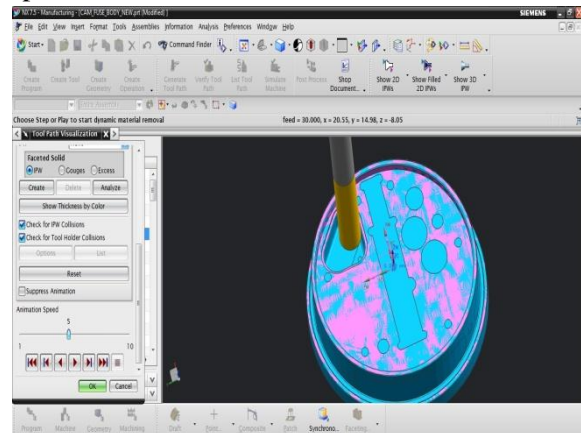 NX 7.5 - Manufacturing - [CAM_FUSE_BODY_NEW.prt (Modified)]
SIEMENS
File Edit View Insert Format Tools Assemblies Information Analysis Preferences Window Help
Start
Command Finder
Create Program
Create Tool
Create Geometry
Create Operation
Generate Tool Path
Verify Tool Path
List Tool Path
Simulate Machine
Post Process
Shop Document..
Show 2D IPWs
Show Filled 2D IPWs
Show 3D IPW
Choose Step or Play to start dynamic material removal
feed = 30.000, x = 20.55, y = 14.98, z = -8.05
Tool Path Visualization
Faceted Solid
IPW Gouges Excess
Create Delete Analyze
Show Thickness by Color
Check for IPW Collisions
Check for Tool Holder Collisions
Options List
Reset
Suppress Animation
Animation Speed
5
1 10
OK Cancel
Program Machine Geometry Machining Draft Point... Composite Patch Synchrono... Faceting